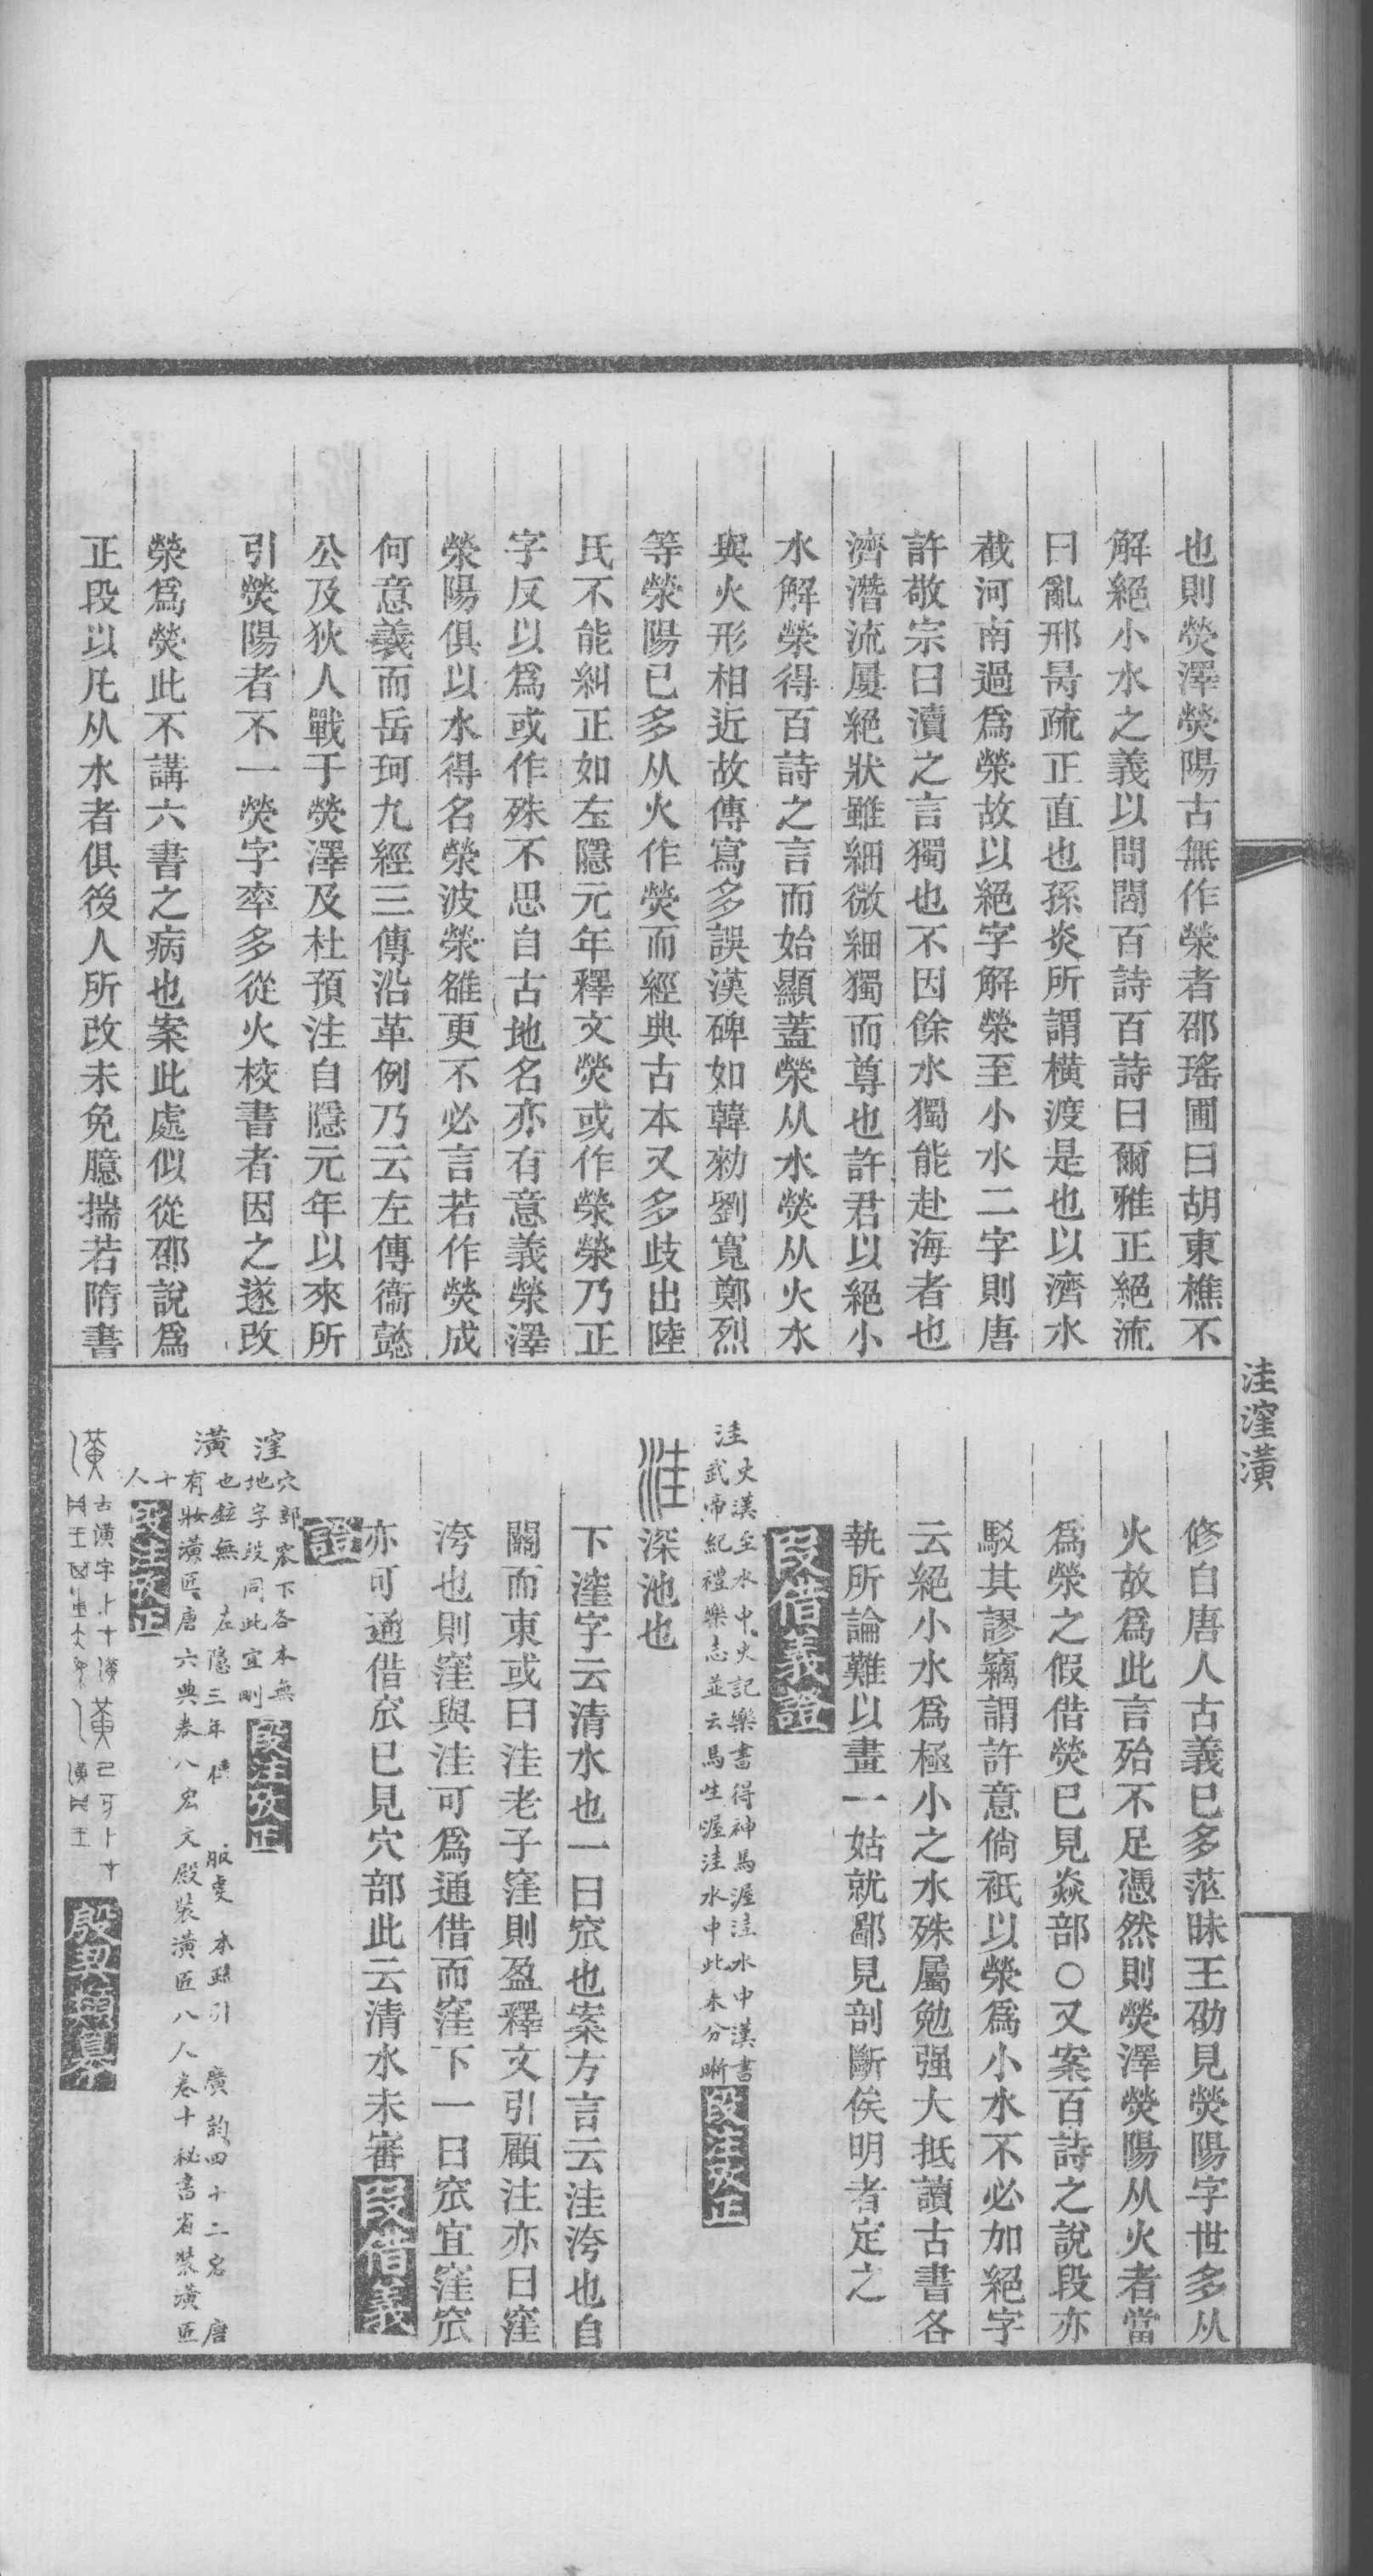 也則熒澤熒陽古無作滎者邵瑤圃曰胡東樵不
解絕小水之義以問閻百詩百詩曰爾雅正絕流
曰亂邢昺疏正直也孫炎所謂橫渡是也以濟水
截河南過爲滎故以絕字解滎至小水二字則唐
許敬宗曰瀆之言獨也不因餘水獨能赴海者也
濟潛流屢絕狀雖細微細獨而尊也許君以絕小
水解滎得百詩之言而始顯蓋滎从水熒从火水
與火形相近故傳寫多誤漢碑如韓勑劉寬鄭烈
等滎陽已多从火作熒而經典古本又多歧出陸
氏不能糾正如左隱元年釋文熒或作滎滎乃正
字反以爲或作殊不思自古地名亦有意義滎澤
滎陽俱以水得名滎波滎雒更不必言若作熒成
何意義而岳珂九經三傳沿革例乃云左傳衞懿
公及狄人戰于熒澤及杜預注自隱元年以來所
引熒陽者不一熒字率多從火校書者因之遂改
滎爲熒此不講六書之病也案此處似從邵說爲
正段以凡从水者俱後人所改未免臆揣若隋書
洼窪潢
修自唐人古義已多茫昧王劭見熒陽字世多从
火故爲此言殆不足憑然則熒澤熒陽从火者當
爲滎之假借熒已見焱部○又案百詩之說段亦
駁其謬竊謂許意倘祇以滎爲小水不必加絕字
云絕小水爲極小之水殊屬勉强大抵讀古書各
執所論難以畫一姑就鄙見剖斷俟明者定之
段借義證
洼 史漢至水中史記樂書得神馬渥洼水中漢書
武帝紀禮樂志並云馬生渥洼水中此未分晰 段注攷正
洼 深池也
下漥字云清水也一曰窊也案方言云洼洿也自
關而東或曰洼老子窪則盈釋文引顧注亦曰窪
洿也則窪與洼可爲通借而窪下一曰窊宜窪窊
亦可通借窊已見穴部此云清水未審 段借義
證
漥 穴部窊下各本無
地字段同此宜刪 段注攷正
潢 也鉉無 左隱三年 服虔 本疏引 廣韵四十二宕 唐
有妝潢匠唐六典卷八宏文殿裝潢匠八人卷十祕書省裝潢匠
十人 段注攷正
古潢字 殷契類纂